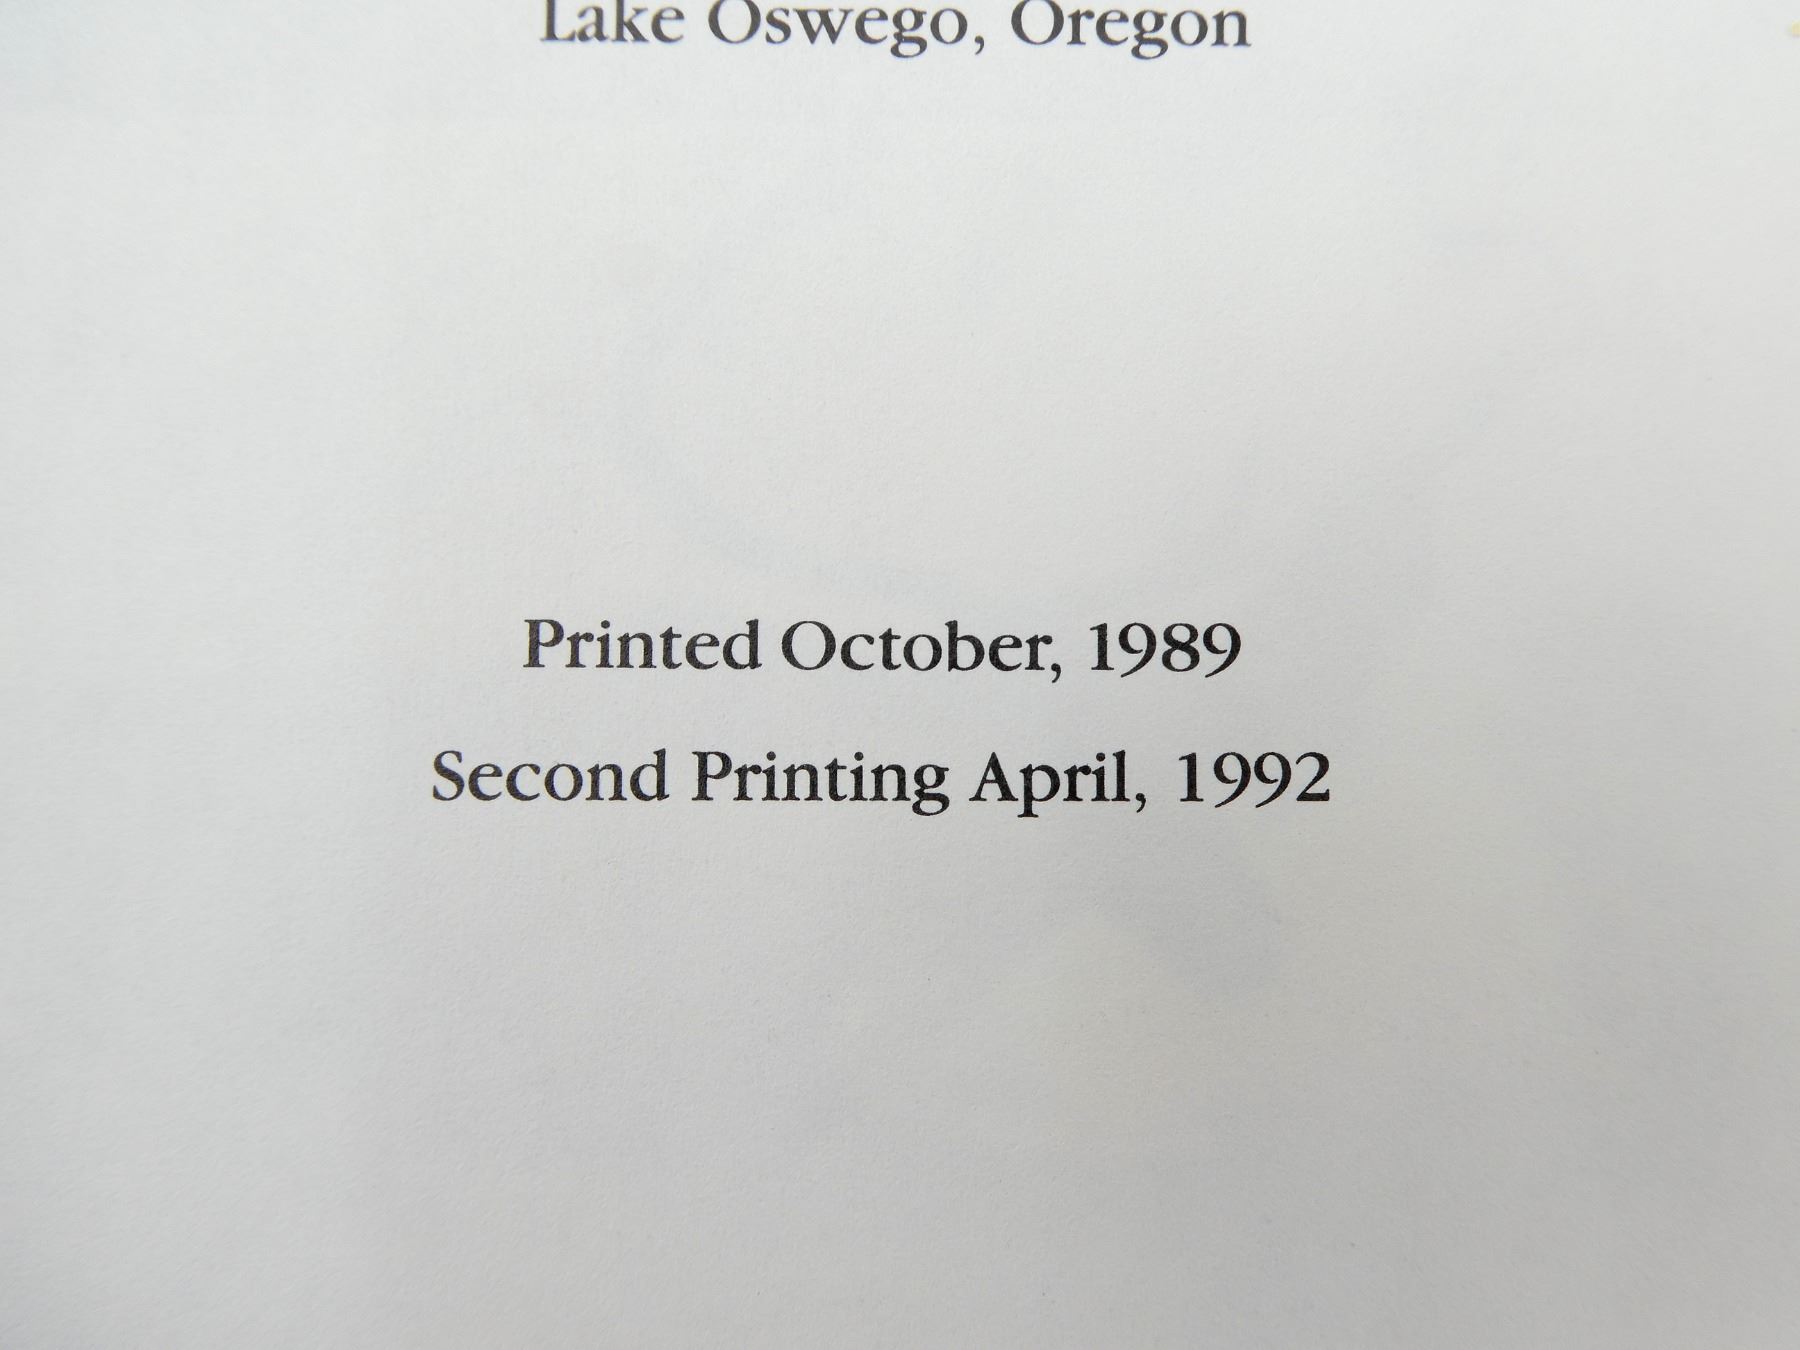 Lake Oswego, Oregon
Printed October, 1989
Second Printing April, 1992